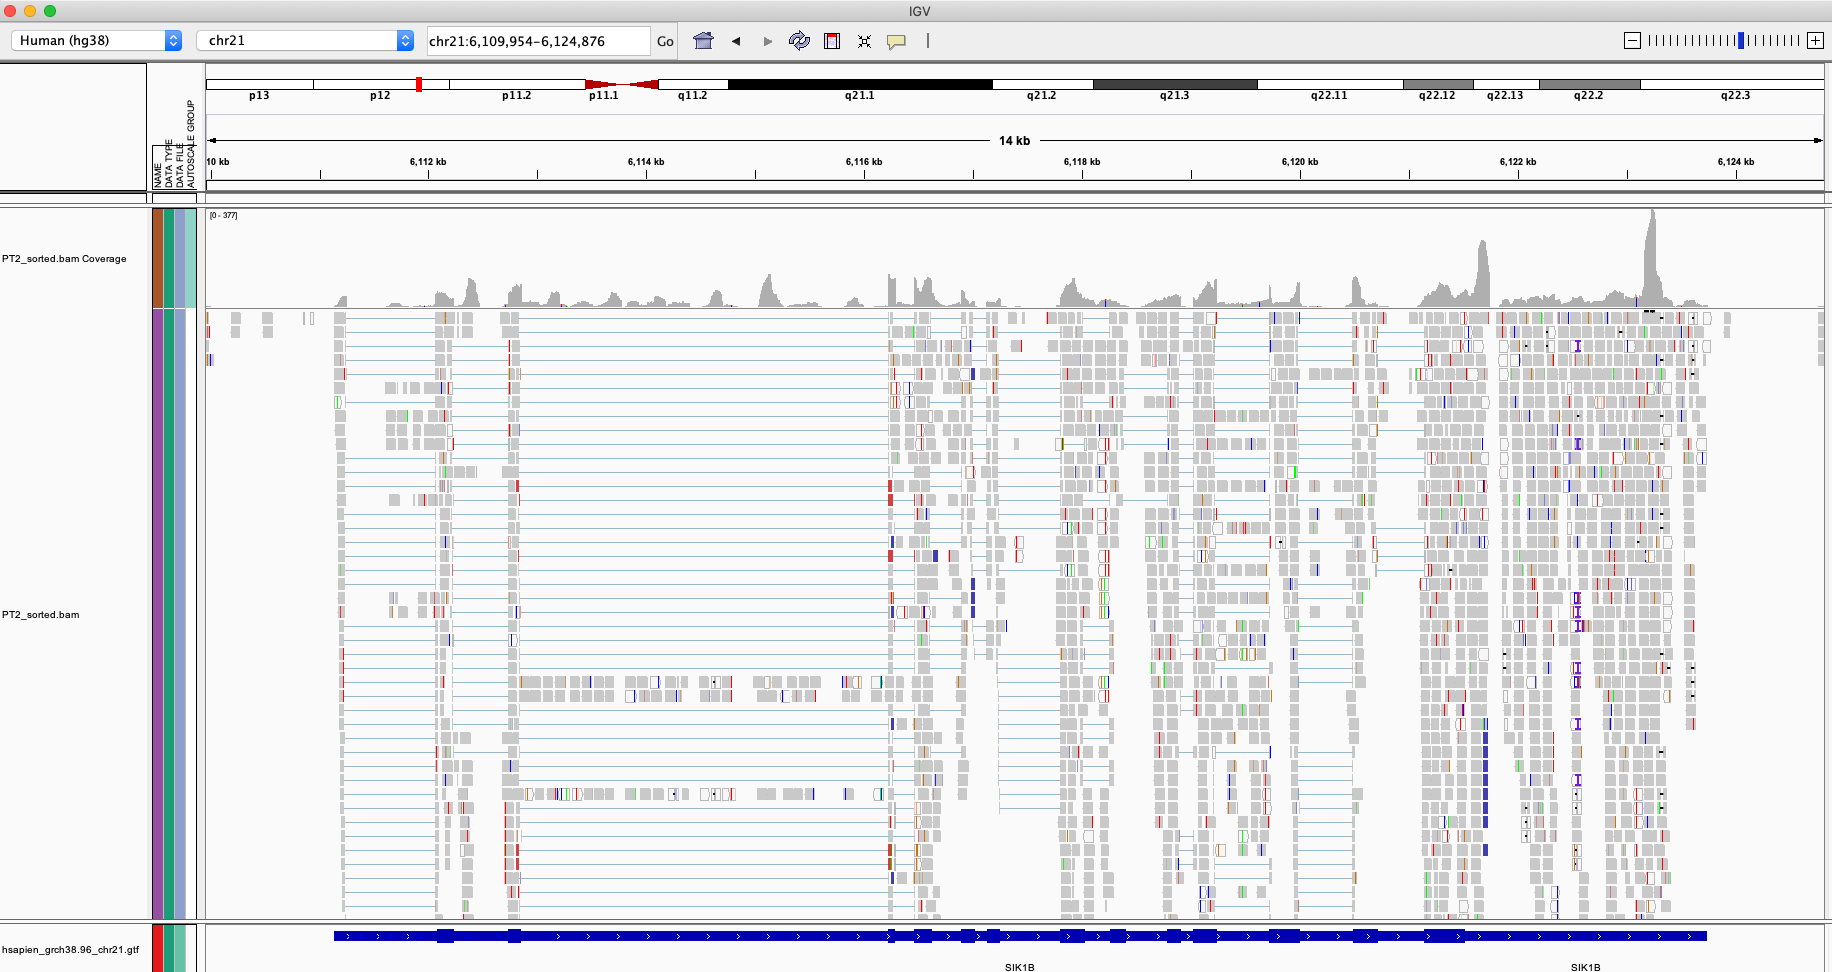 IGV
Human (hg38) chr21 chr21:6,109,954-6,124,876 Go
NAME
DATA TYPE
DATA FILE
AUTOSCALE GROUP
p13 p12 p11.2 p11.1 q11.2 q21.1 q21.2 q21.3 q22.11 q22.12 q22.13 q22.2 q22.3
14 kb
10 kb 6,112 kb 6,114 kb 6,116 kb 6,118 kb 6,120 kb 6,122 kb 6,124 kb
[0 - 377]
PT2_sorted.bam Coverage
PT2_sorted.bam
hsapien_grch38.96_chr21.gtf
SIK1B SIK1B